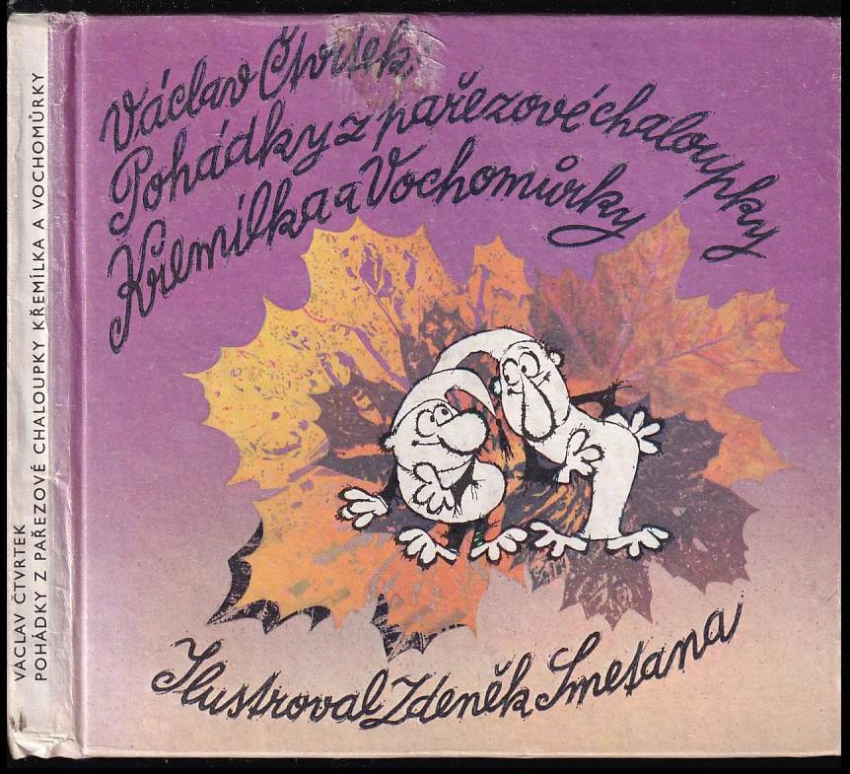 Václav Čtvrtek
Pohádky z pařezové chaloupky
Křemílka a Vochomůrky
Ilustroval Zdeněk Smetana
VÁCLAV ČTVRTEK
POHÁDKY Z PAŘEZOVÉ CHALOUPKY KŘEMÍLKA A VOCHOMŮRKY